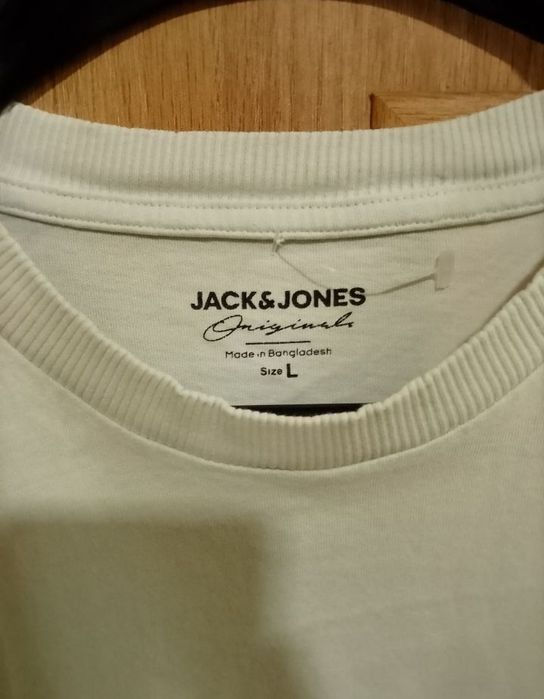 JACK&JONES
Originals
Made in Bangladesh
Size L